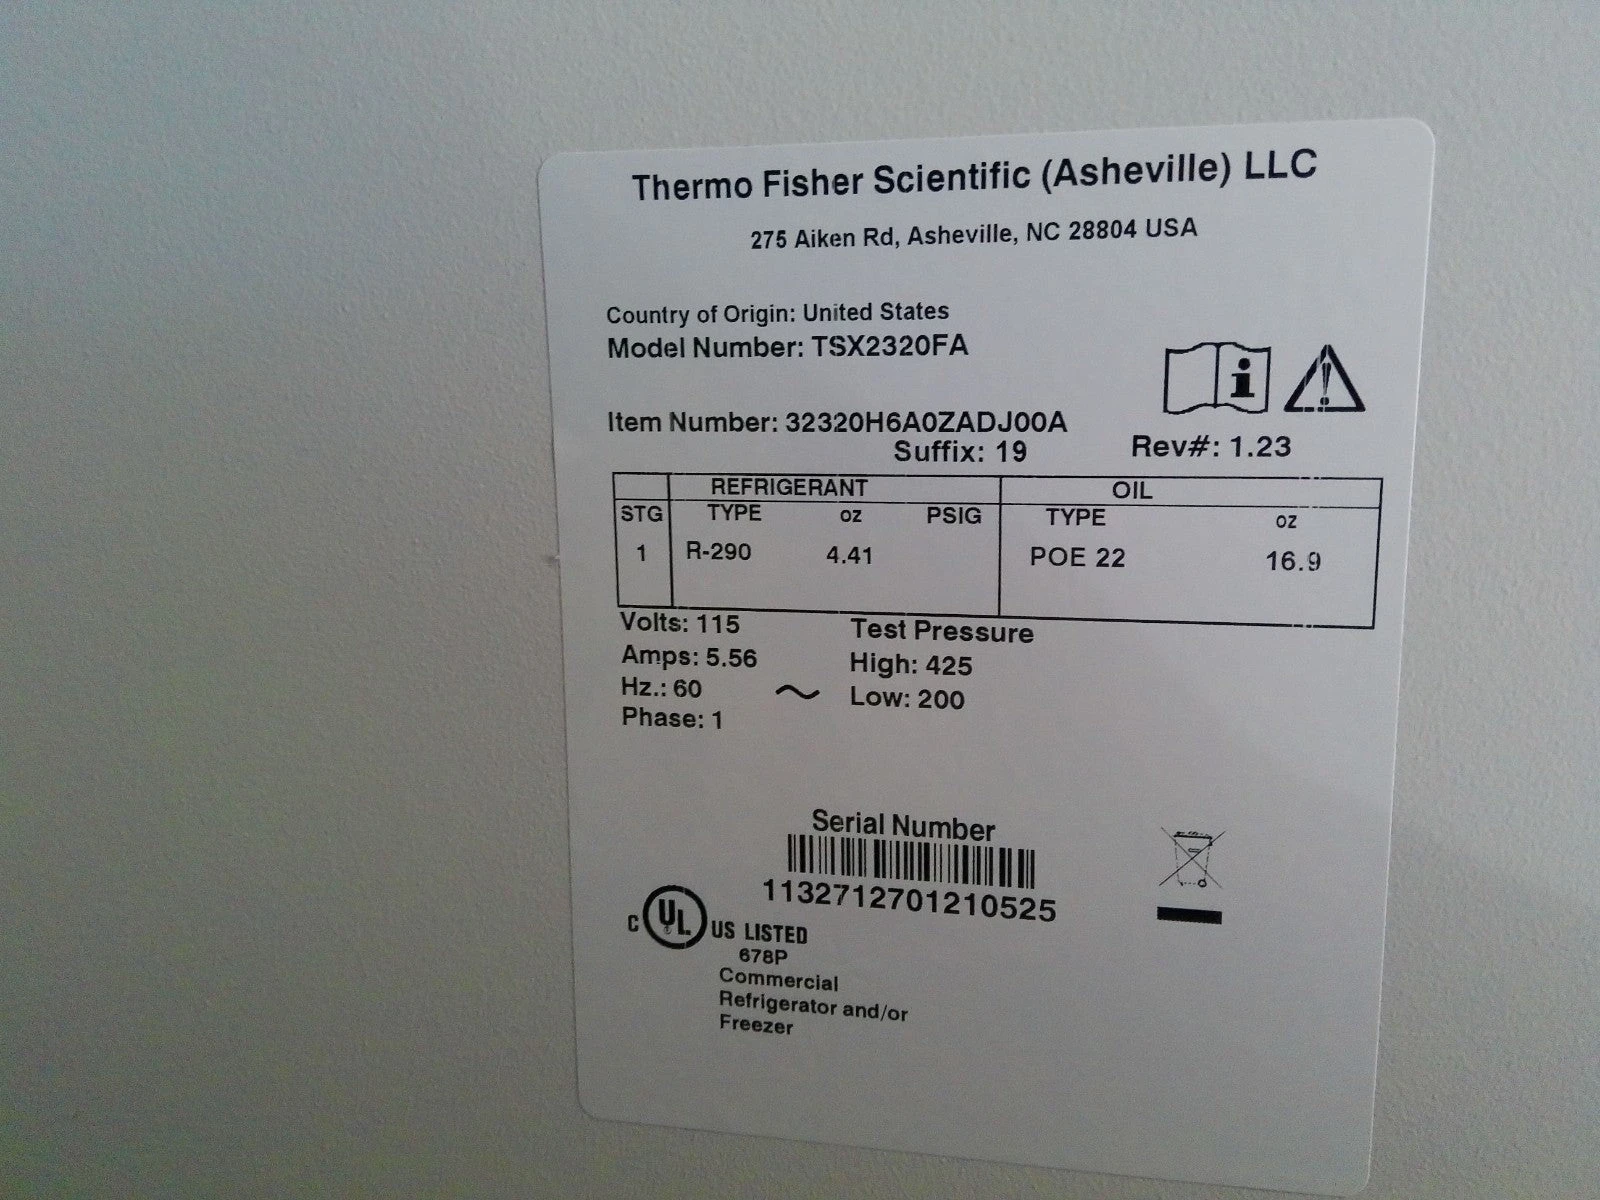 Thermo Fisher Scientific (Asheville) LLC
275 Aiken Rd, Asheville, NC 28804 USA
Country of Origin: United States
Model Number: TSX2320FA
Item Number: 32320H6A0ZADJ00A
Suffix: 19 Rev#: 1.23
REFRIGERANT OIL
STG TYPE oz PSIG TYPE oz
1 R-290 4.41 POE 22 16.9
Volts: 115 Test Pressure
Amps: 5.56 High: 425
Hz.: 60 ~ Low: 200
Phase: 1
Serial Number
1132712701210525
C UL US LISTED
678P
Commercial
Refrigerator and/or
Freezer